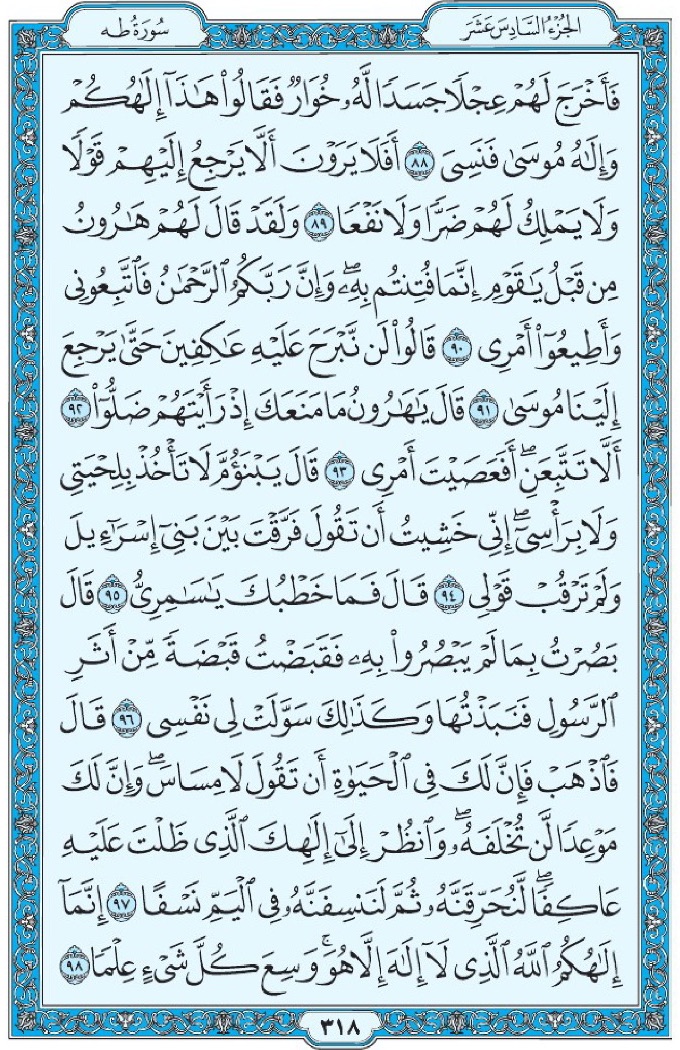 الجُزْءُ السَّادِسَ عَشَرَ
سُورَةُ طه
فَأَخْرَجَ لَهُمْ عِجْلًا جَسَدًا لَّهُۥ خُوَارٌ فَقَالُوا۟ هَـٰذَآ إِلَـٰهُكُمْ
وَإِلَـٰهُ مُوسَىٰ فَنَسِىَ ٨٨ أَفَلَا يَرَوْنَ أَلَّا يَرْجِعُ إِلَيْهِمْ قَوْلًا
وَلَا يَمْلِكُ لَهُمْ ضَرًّا وَلَا نَفْعًا ٨٩ وَلَقَدْ قَالَ لَهُمْ هَـٰرُونُ
مِن قَبْلُ يَـٰقَوْمِ إِنَّمَا فُتِنتُم بِهِۦ ۖ وَإِنَّ رَبَّكُمُ ٱلرَّحْمَـٰنُ فَٱتَّبِعُونِى
وَأَطِيعُوٓا۟ أَمْرِى ٩٠ قَالُوا۟ لَن نَّبْرَحَ عَلَيْهِ عَـٰكِفِينَ حَتَّىٰ يَرْجِعَ
إِلَيْنَا مُوسَىٰ ٩١ قَالَ يَـٰهَـٰرُونُ مَا مَنَعَكَ إِذْ رَأَيْتَهُمْ ضَلُّوٓا۟ ٩٢
أَلَّا تَتَّبِعَنِ ۖ أَفَعَصَيْتَ أَمْرِى ٩٣ قَالَ يَبْنَؤُمَّ لَا تَأْخُذْ بِلِحْيَتِى
وَلَا بِرَأْسِىٓ ۖ إِنِّى خَشِيتُ أَن تَقُولَ فَرَّقْتَ بَيْنَ بَنِىٓ إِسْرَٰٓءِيلَ
وَلَمْ تَرْقُبْ قَوْلِى ٩٤ قَالَ فَمَا خَطْبُكَ يَـٰسَـٰمِرِىُّ ٩٥ قَالَ
بَصُرْتُ بِمَا لَمْ يَبْصُرُوا۟ بِهِۦ فَقَبَضْتُ قَبْضَةً مِّنْ أَثَرِ
ٱلرَّسُولِ فَنَبَذْتُهَا وَكَذَٰلِكَ سَوَّلَتْ لِى نَفْسِى ٩٦ قَالَ
فَٱذْهَبْ فَإِنَّ لَكَ فِى ٱلْحَيَوٰةِ أَن تَقُولَ لَا مِسَاسَ ۖ وَإِنَّ لَكَ
مَوْعِدًا لَّن تُخْلَفَهُۥ ۖ وَٱنظُرْ إِلَىٰٓ إِلَـٰهِكَ ٱلَّذِى ظَلْتَ عَلَيْهِ
عَاكِفًا ۖ لَّنُحَرِّقَنَّهُۥ ثُمَّ لَنَنسِفَنَّهُۥ فِى ٱلْيَمِّ نَسْفًا ٩٧ إِنَّمَآ
إِلَـٰهُكُمُ ٱللَّهُ ٱلَّذِى لَآ إِلَـٰهَ إِلَّا هُوَ ۚ وَسِعَ كُلَّ شَىْءٍ عِلْمًا ٩٨
٣١٨